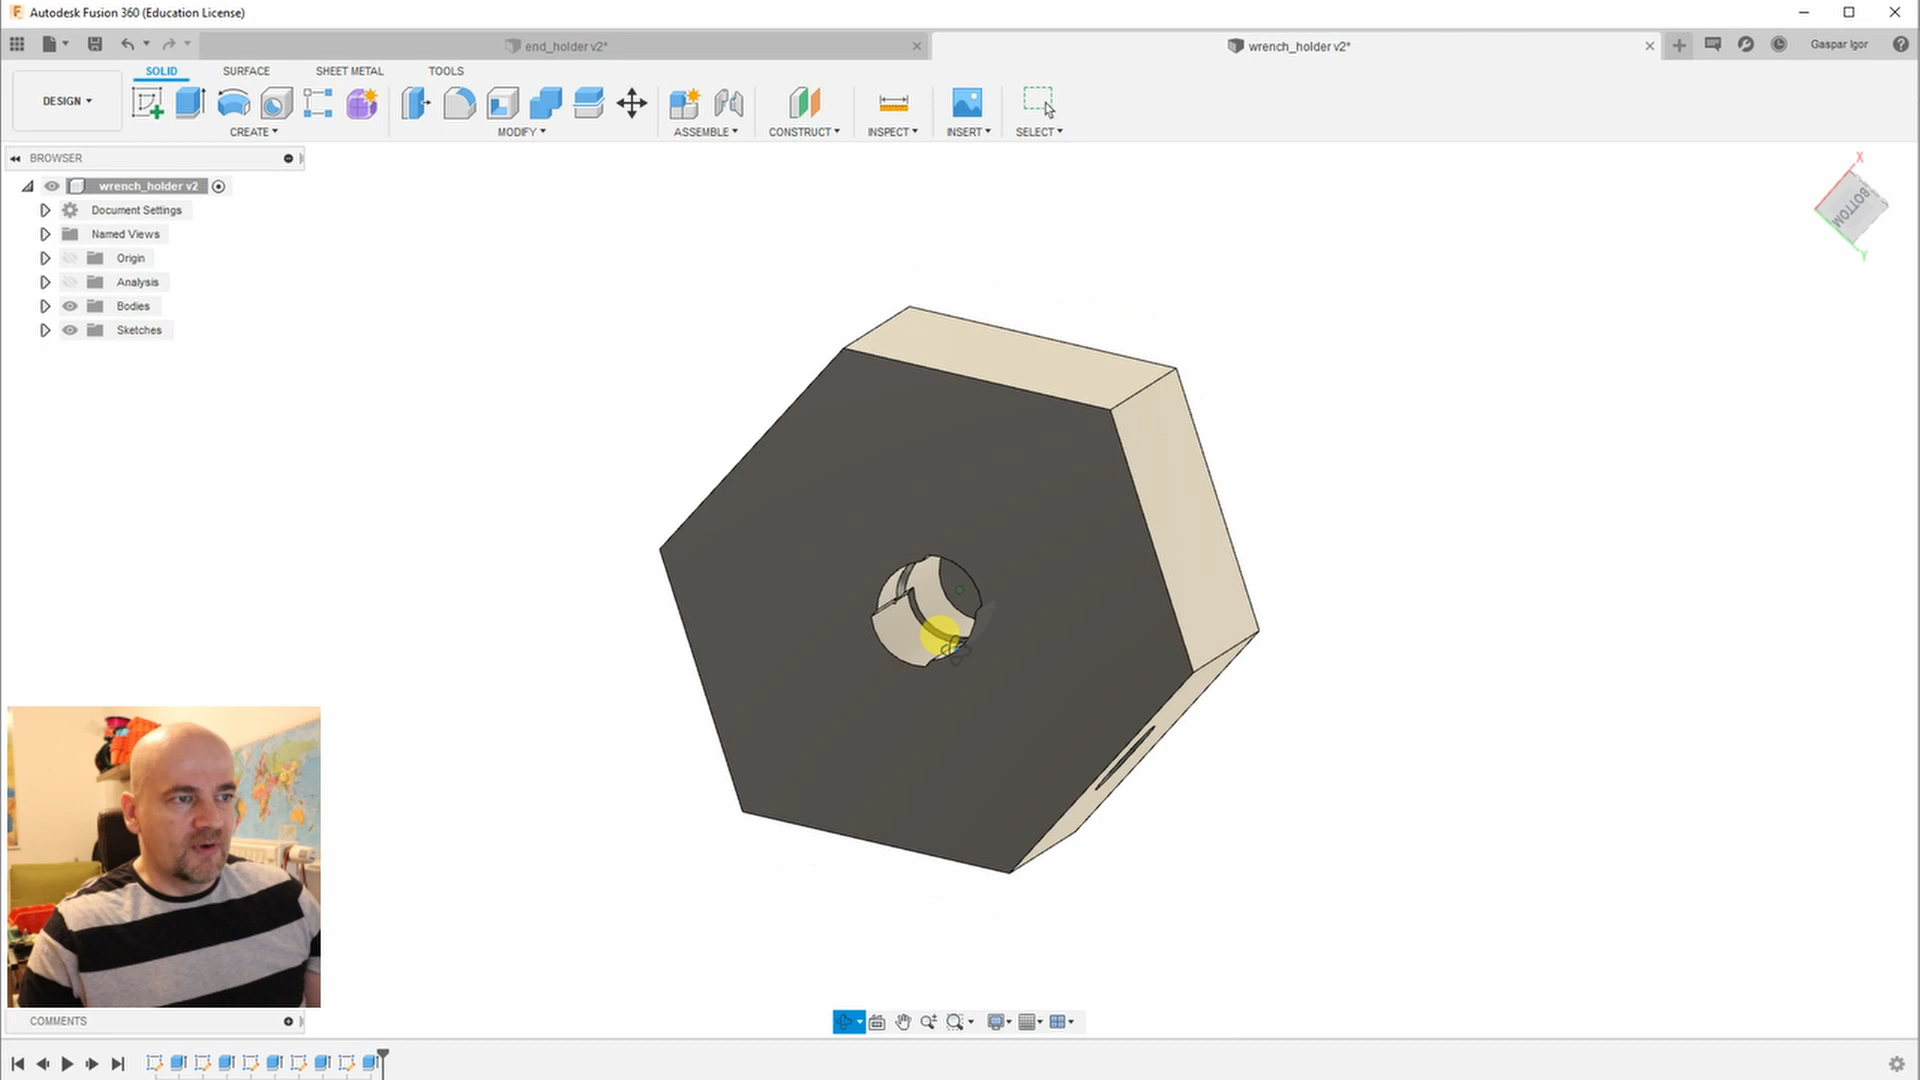 Autodesk Fusion 360 (Education License)
end_holder v2*
wrench_holder v2*
Gaspar Igor
SOLID
SURFACE
SHEET METAL
TOOLS
DESIGN
CREATE
MODIFY
ASSEMBLE
CONSTRUCT
INSPECT
INSERT
SELECT
BROWSER
wrench_holder v2
Document Settings
Named Views
Origin
Analysis
Bodies
Sketches
X
BOTTOM
Y
COMMENTS